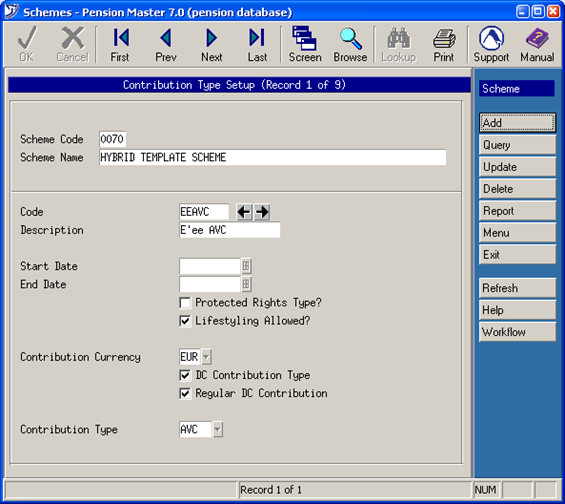 Schemes - Pension Master 7.0 (pension database)
OK Cancel First Prev Next Last Screen Browse Lookup Print Support Manual
Contribution Type Setup (Record 1 of 9)
Scheme
Scheme Code 0070
Scheme Name HYBRID TEMPLATE SCHEME
Code EEAVC
Description E'ee AVC
Start Date
End Date
Protected Rights Type?
Lifestyling Allowed?
Contribution Currency EUR
DC Contribution Type
Regular DC Contribution
Contribution Type AVC
Add
Query
Update
Delete
Report
Menu
Exit
Refresh
Help
Workflow
Record 1 of 1 NUM